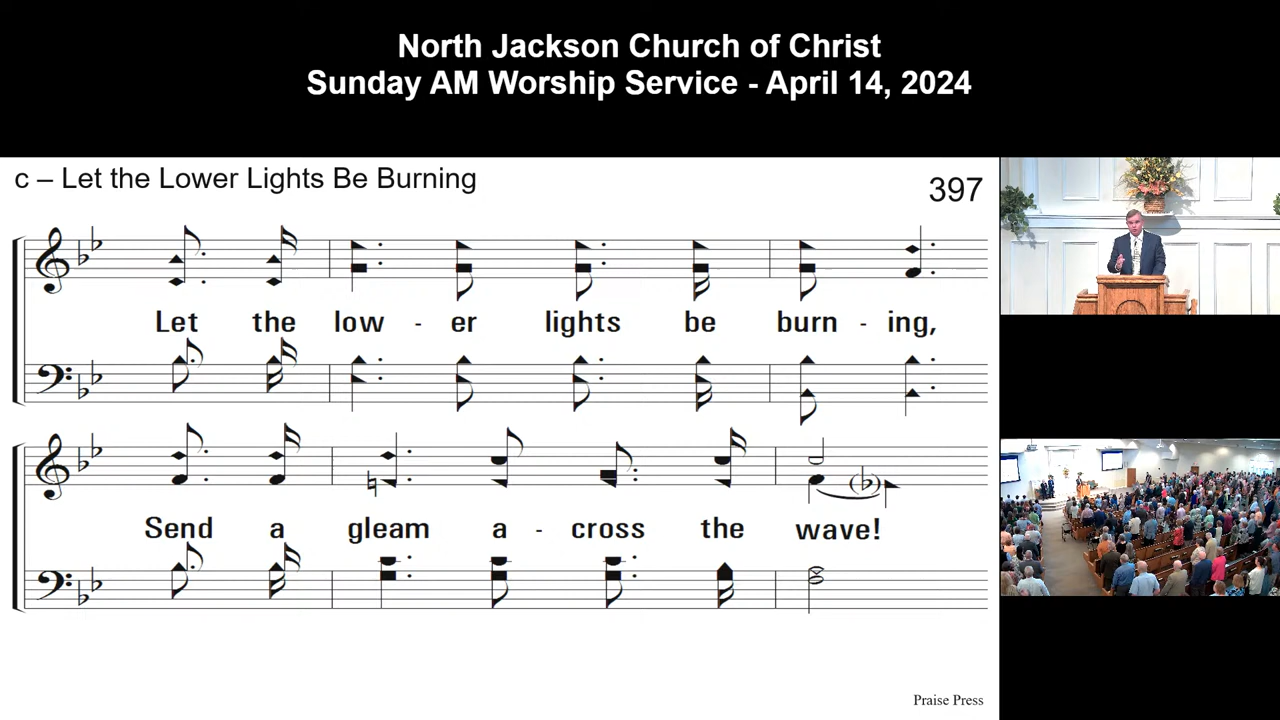 North Jackson Church of Christ
Sunday AM Worship Service - April 14, 2024
c – Let the Lower Lights Be Burning
397
Let the low - er lights be burn - ing,
Send a gleam a - cross the wave!
Praise Press